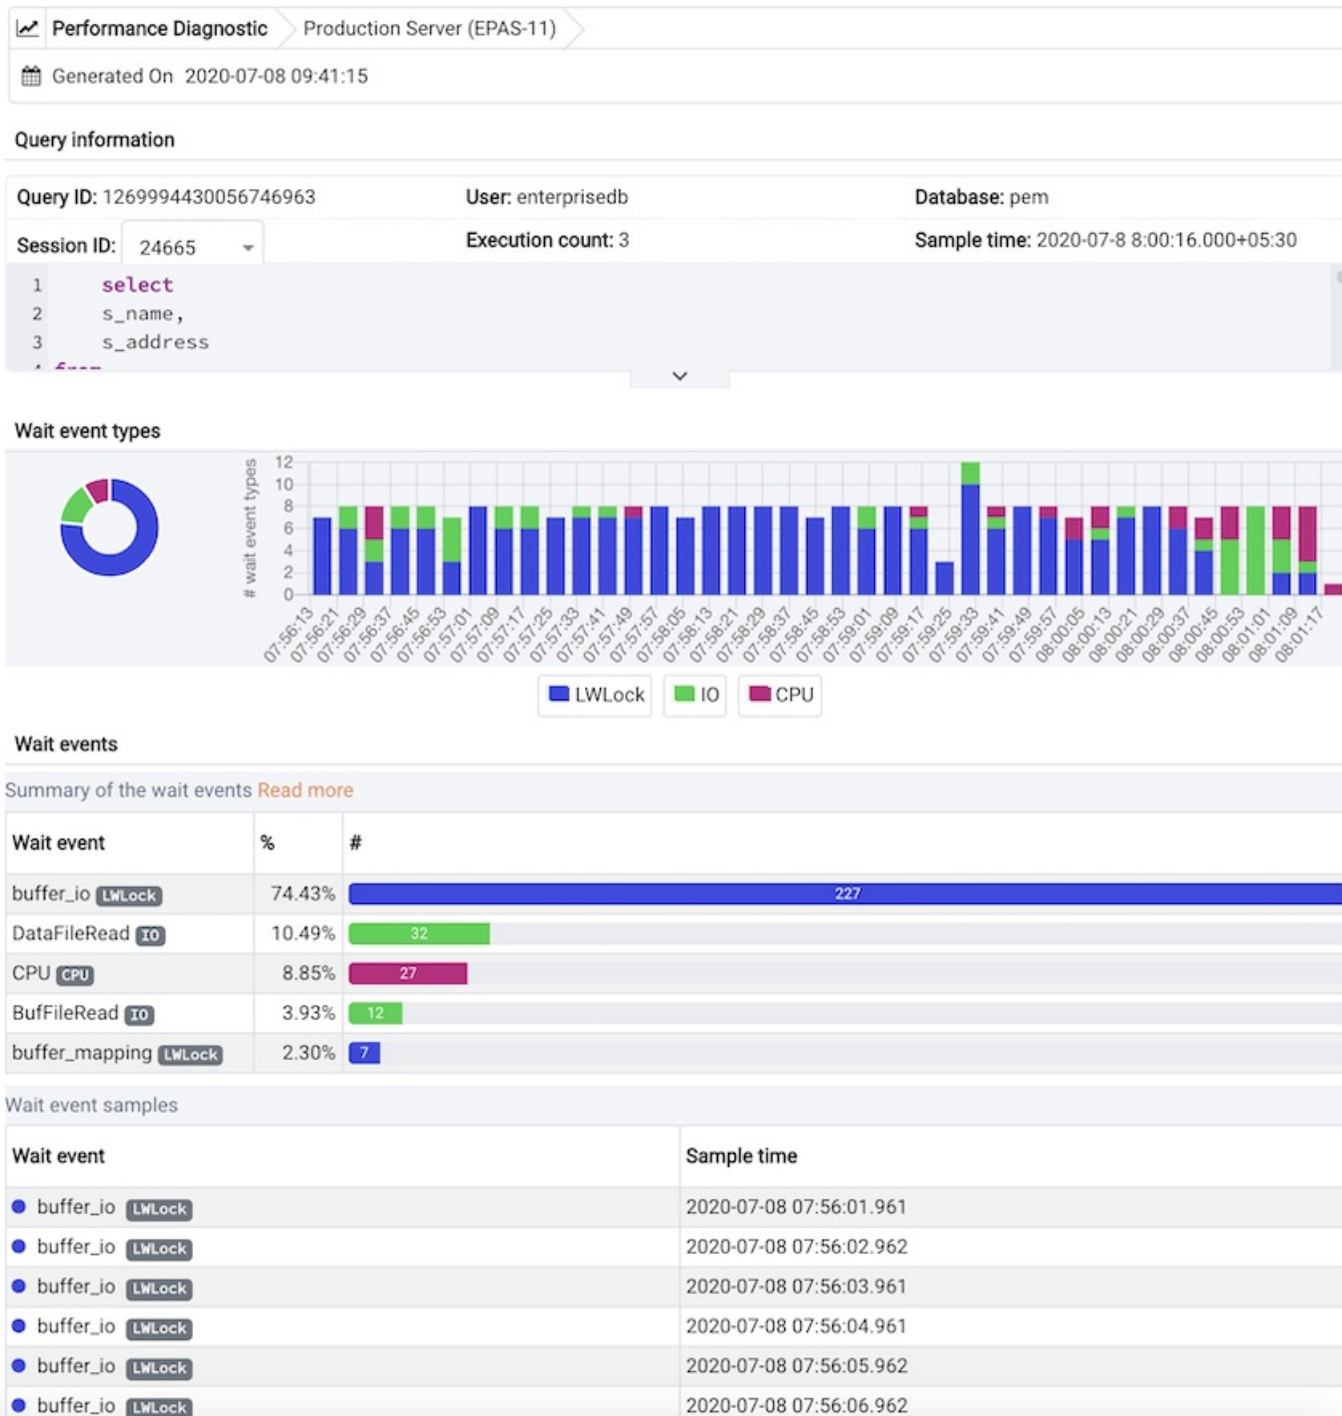 Performance Diagnostic Production Server (EPAS-11)
Generated On 2020-07-08 09:41:15
Query information
Query ID: 1269994430056746963 User: enterprisedb Database: pem
Session ID: 24665 Execution count: 3 Sample time: 2020-07-8 8:00:16.000+05:30
1 select
2 s_name,
3 s_address
4 from
Wait event types
# wait event types
12
10
8
6
4
2
0
07:56:13 07:56:21 07:56:29 07:56:37 07:56:45 07:56:53 07:57:01 07:57:09 07:57:17 07:57:25 07:57:33 07:57:41 07:57:49 07:57:57 07:58:05 07:58:13 07:58:21 07:58:29 07:58:37 07:58:45 07:58:53 07:59:01 07:59:09 07:59:17 07:59:25 07:59:33 07:59:41 07:59:49 07:59:57 08:00:05 08:00:13 08:00:21 08:00:29 08:00:37 08:00:45 08:00:53 08:01:01 08:01:09 08:01:17
LWLock IO CPU
Wait events
Summary of the wait events Read more
Wait event % #
buffer_io LWLock 74.43% 227
DataFileRead IO 10.49% 32
CPU CPU 8.85% 27
BufFileRead IO 3.93% 12
buffer_mapping LWLock 2.30% 7
Wait event samples
Wait event Sample time
buffer_io LWLock 2020-07-08 07:56:01.961
buffer_io LWLock 2020-07-08 07:56:02.962
buffer_io LWLock 2020-07-08 07:56:03.961
buffer_io LWLock 2020-07-08 07:56:04.961
buffer_io LWLock 2020-07-08 07:56:05.962
buffer_io LWLock 2020-07-08 07:56:06.962